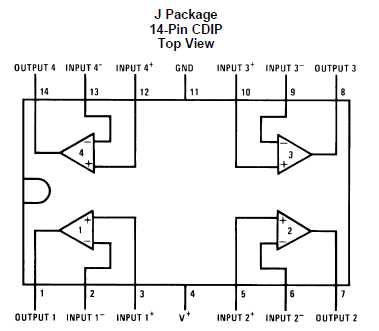 J Package
14-Pin CDIP
Top View
OUTPUT 4 INPUT 4⁻ INPUT 4⁺ GND INPUT 3⁺ INPUT 3⁻ OUTPUT 3
14 13 12 11 10 9 8
− −
4 3
+ +
+ +
1 2
− −
1 2 3 4 5 6 7
OUTPUT 1 INPUT 1⁻ INPUT 1⁺ V⁺ INPUT 2⁺ INPUT 2⁻ OUTPUT 2